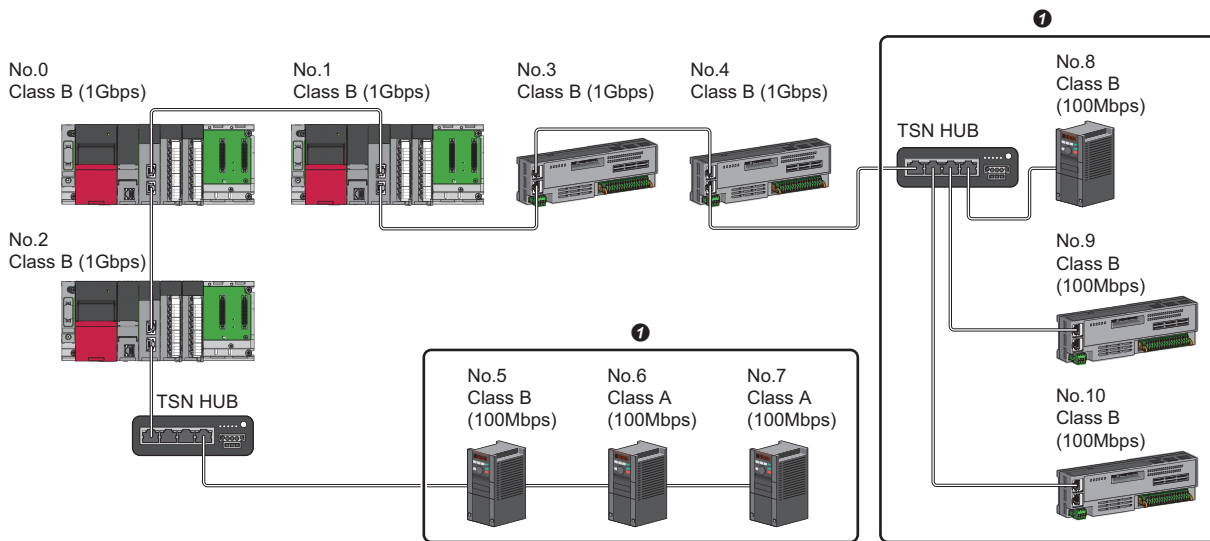 ❶
No.0
Class B (1Gbps)
No.1
Class B (1Gbps)
No.3
Class B (1Gbps)
No.4
Class B (1Gbps)
No.8
Class B
(100Mbps)
TSN HUB
No.2
Class B (1Gbps)
No.9
Class B
(100Mbps)
❶
TSN HUB
No.5
Class B
(100Mbps)
No.6
Class A
(100Mbps)
No.7
Class A
(100Mbps)
No.10
Class B
(100Mbps)